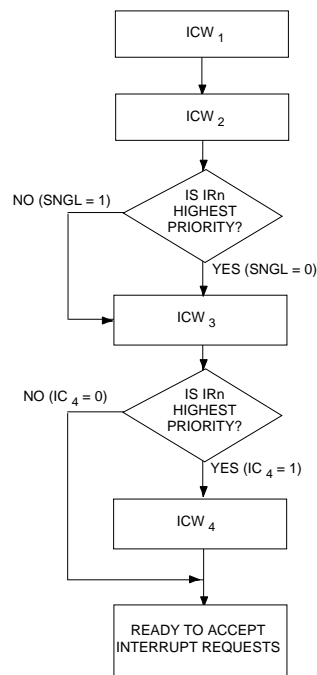 ICW 1
ICW 2
IS IRn
HIGHEST
PRIORITY?
NO (SNGL = 1)
YES (SNGL = 0)
ICW 3
IS IRn
HIGHEST
PRIORITY?
NO (IC 4 = 0)
YES (IC 4 = 1)
ICW 4
READY TO ACCEPT
INTERRUPT REQUESTS